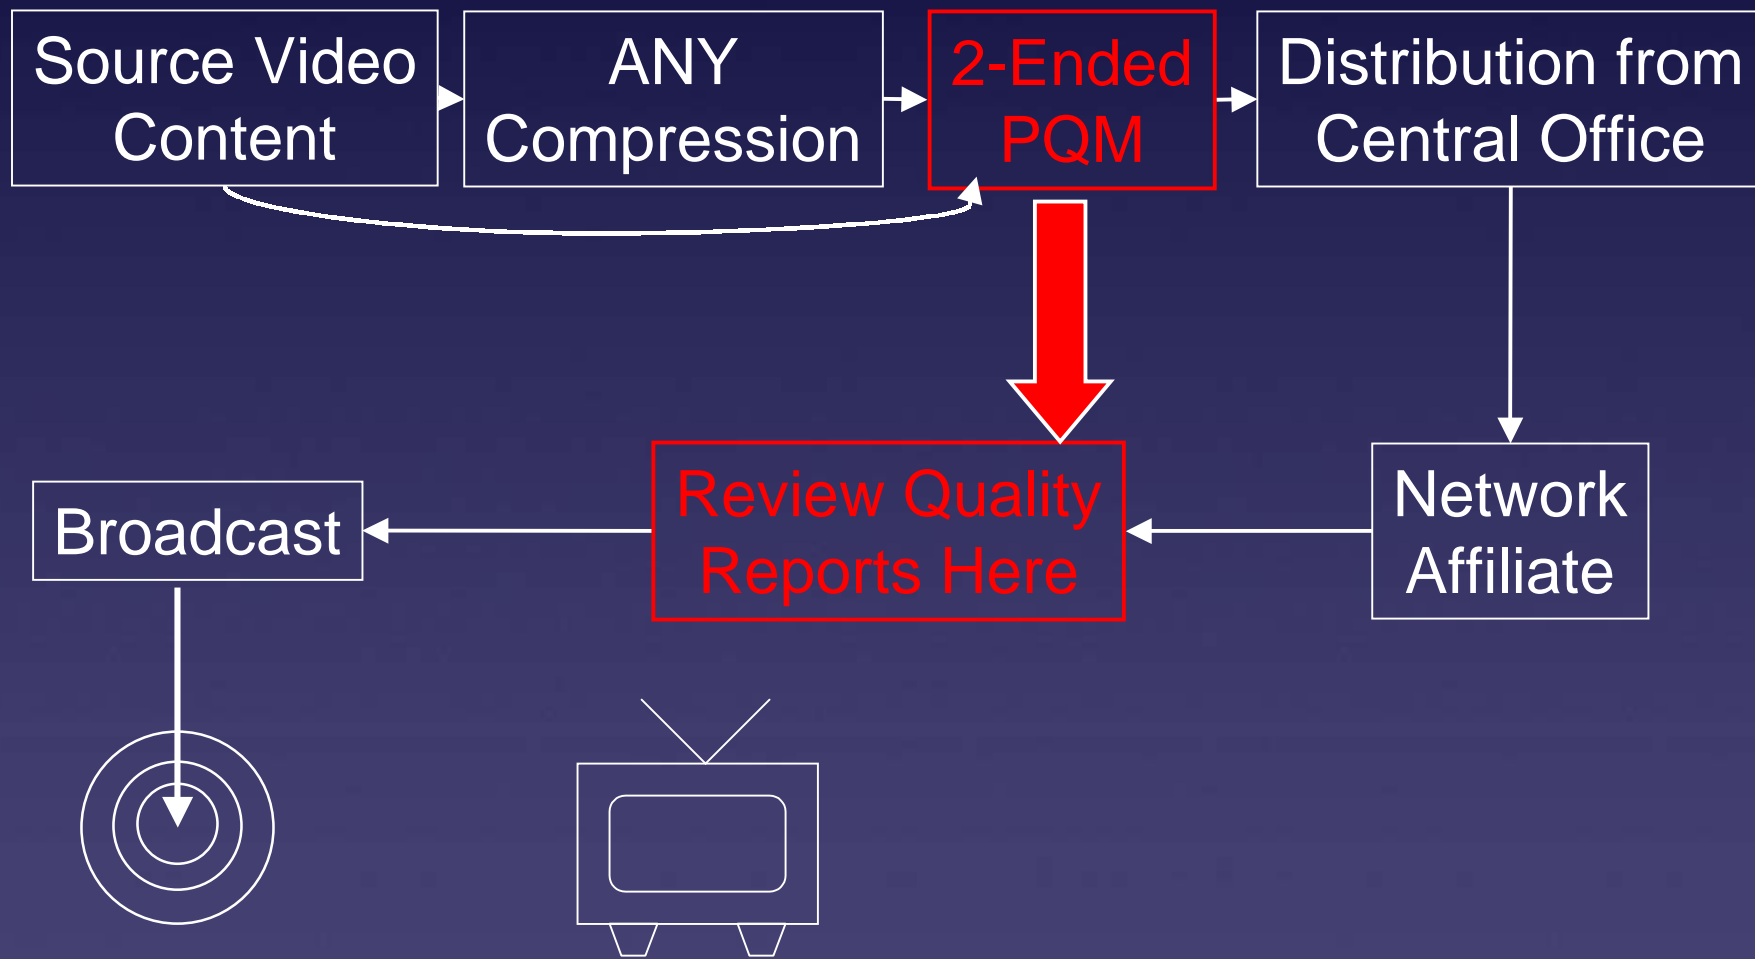 Source Video
Content
ANY
Compression
2-Ended
PQM
Distribution from
Central Office
Broadcast
Review Quality
Reports Here
Network
Affiliate